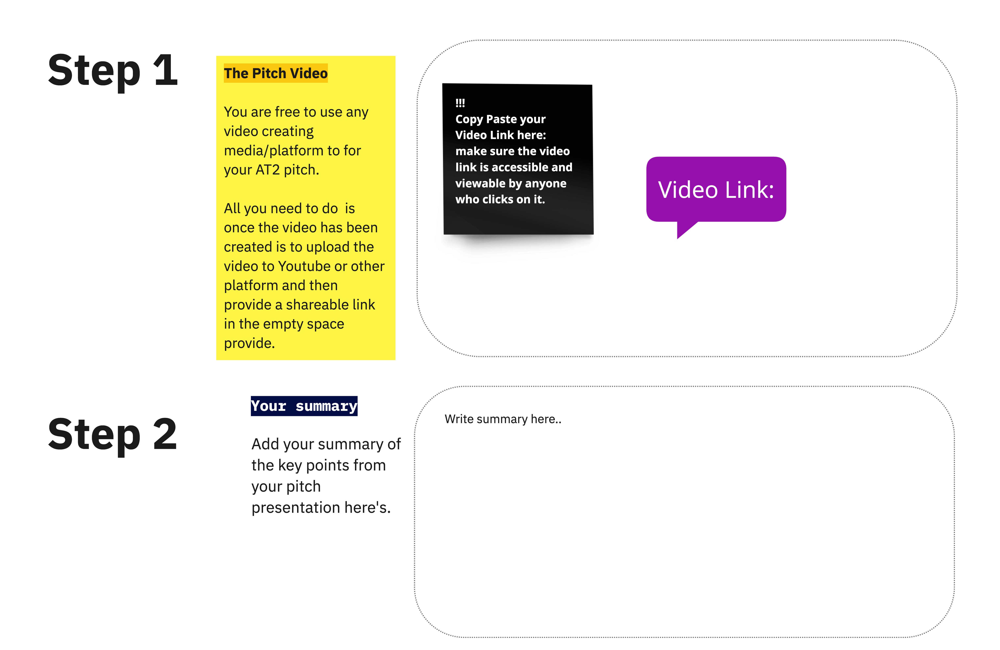 Step 1
The Pitch Video
You are free to use any
video creating
media/platform to for
your AT2 pitch.
All you need to do  is
once the video has been
created is to upload the
video to Youtube or other
platform and then
provide a shareable link
in the empty space
provide.
!!!
Copy Paste your
Video Link here:
make sure the video
link is accessible and
viewable by anyone
who clicks on it.
Video Link:
Step 2
Your summary
Add your summary of
the key points from
your pitch
presentation here's.
Write summary here..